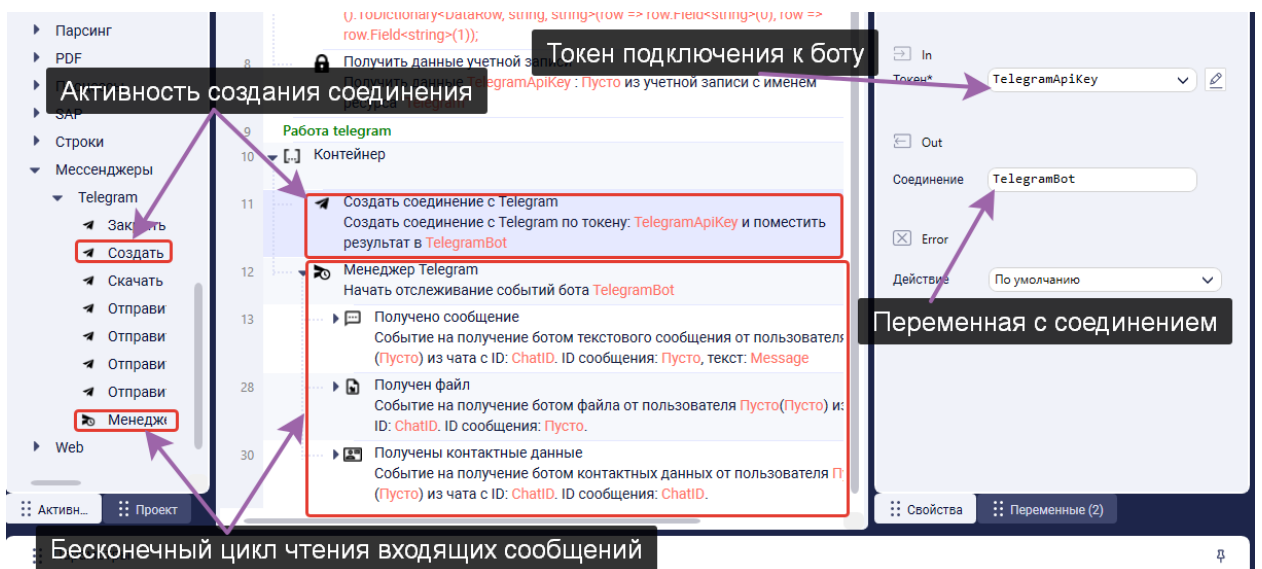 ().ToDictionary<DataRow, string, string>(row => row.Field<string>(0), row =>
row.Field<string>(1));
Парсинг
PDF
SAP
Строки
Мессенджеры
Telegram
Закрыть
Создать
Скачать
Отправи
Отправи
Отправи
Отправи
Менедже
Web
Активн...
Проект
8 Получить данные учетной записи
Получить данные TelegramApiKey : Пусто из учетной записи с именем
ресурса Telegram
9 Работа telegram
10 [...] Контейнер
11 Создать соединение с Telegram
Создать соединение с Telegram по токену: TelegramApiKey и поместить
результат в TelegramBot
12 Менеджер Telegram
Начать отслеживание событий бота TelegramBot
13 Получено сообщение
Событие на получение ботом текстового сообщения от пользователя
(Пусто) из чата с ID: ChatID. ID сообщения: Пусто, текст: Message
28 Получен файл
Событие на получение ботом файла от пользователя Пусто(Пусто) из
ID: ChatID. ID сообщения: Пусто.
30 Получены контактные данные
Событие на получение ботом контактных данных от пользователя П
(Пусто) из чата с ID: ChatID. ID сообщения: ChatID.
In
Токен* TelegramApiKey
Out
Соединение TelegramBot
Error
Действие По умолчанию
Свойства
Переменные (2)
Токен подключения к боту
Активность создания соединения
Переменная с соединением
Бесконечный цикл чтения входящих сообщений